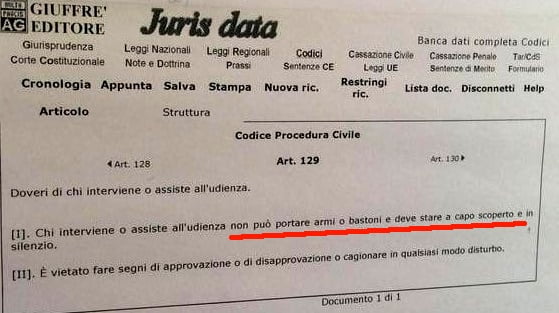 MULTA PAUCIS
AG
GIUFFRE'
EDITORE
Juris data
Banca dati completa Codici
Giurisprudenza Leggi Nazionali Leggi Regionali Codici Cassazione Civile Cassazione Penale Tar/CdS
Corte Costituzionale Note e Dottrina Prassi Sentenze CE Leggi UE Sentenze di Merito Formulario
Cronologia Appunta Salva Stampa Nuova ric. Restringi ric. Lista doc. Disconnetti Help
Articolo Struttura
Codice Procedura Civile
Art. 128 Art. 129 Art. 130
Doveri di chi interviene o assiste all'udienza.
[I]. Chi interviene o assiste all'udienza non può portare armi o bastoni e deve stare a capo scoperto e in
silenzio.
[II]. È vietato fare segni di approvazione o di disapprovazione o cagionare in qualsiasi modo disturbo.
Documento 1 di 1